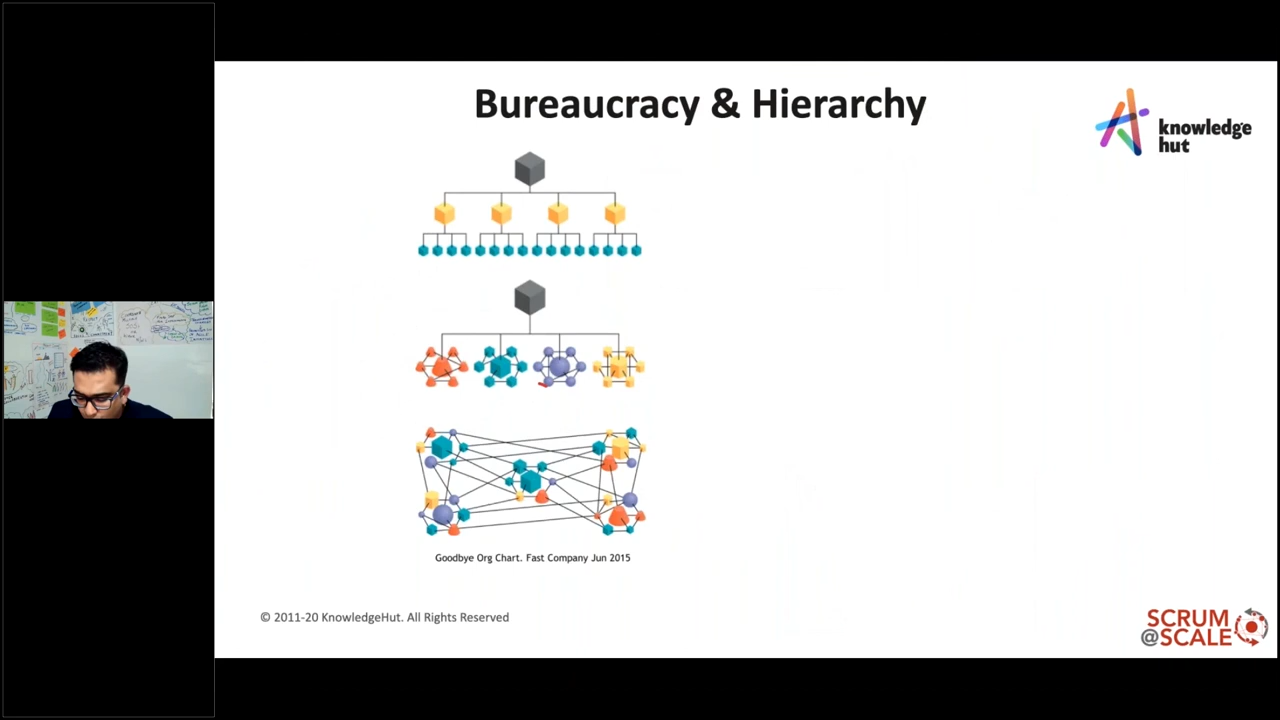 Bureaucracy & Hierarchy
knowledge
hut
Goodbye Org Chart. Fast Company Jun 2015
© 2011-20 KnowledgeHut. All Rights Reserved
SCRUM
@SCALE